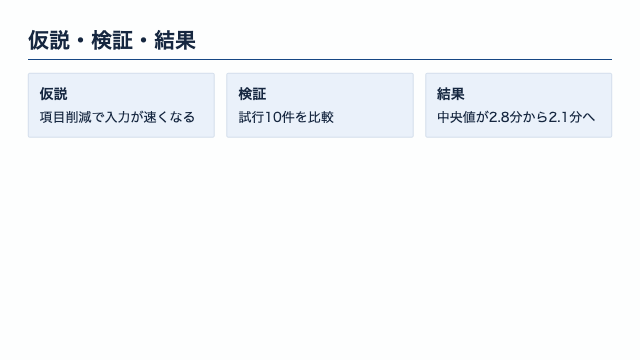 仮説・検証・結果
仮説
項目削減で入力が速くなる
検証
試行10件を比較
結果
中央値が2.8分から2.1分へ